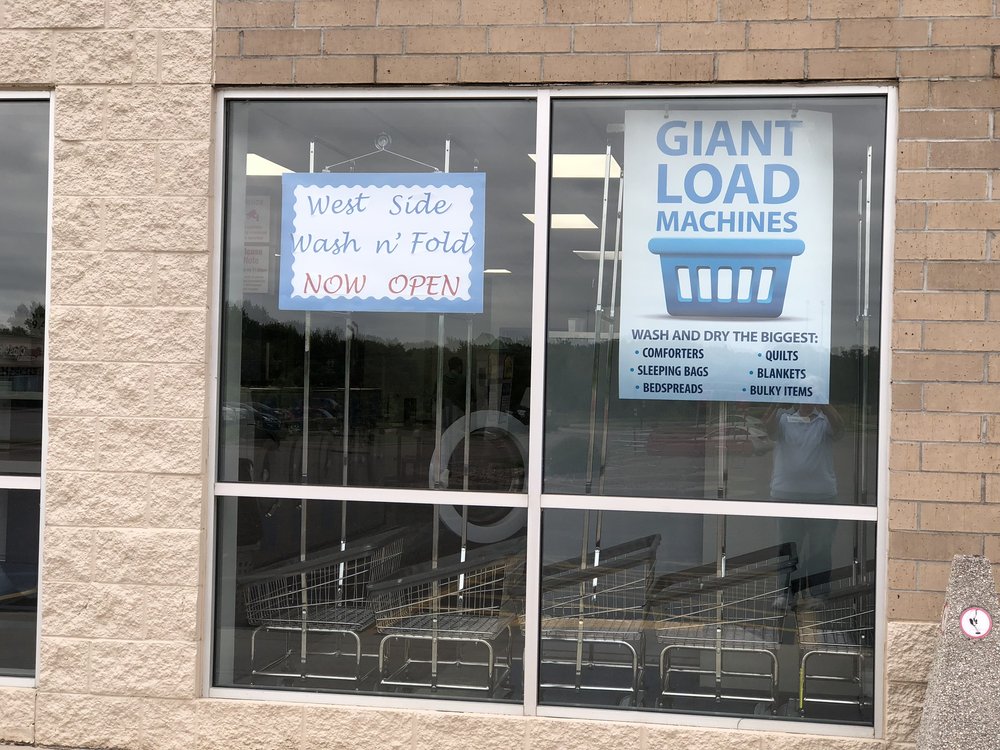 West Side
Wash n' Fold
NOW OPEN
GIANT
LOAD
MACHINES
WASH AND DRY THE BIGGEST:
• COMFORTERS
• SLEEPING BAGS
• BEDSPREADS
• QUILTS
• BLANKETS
• BULKY ITEMS